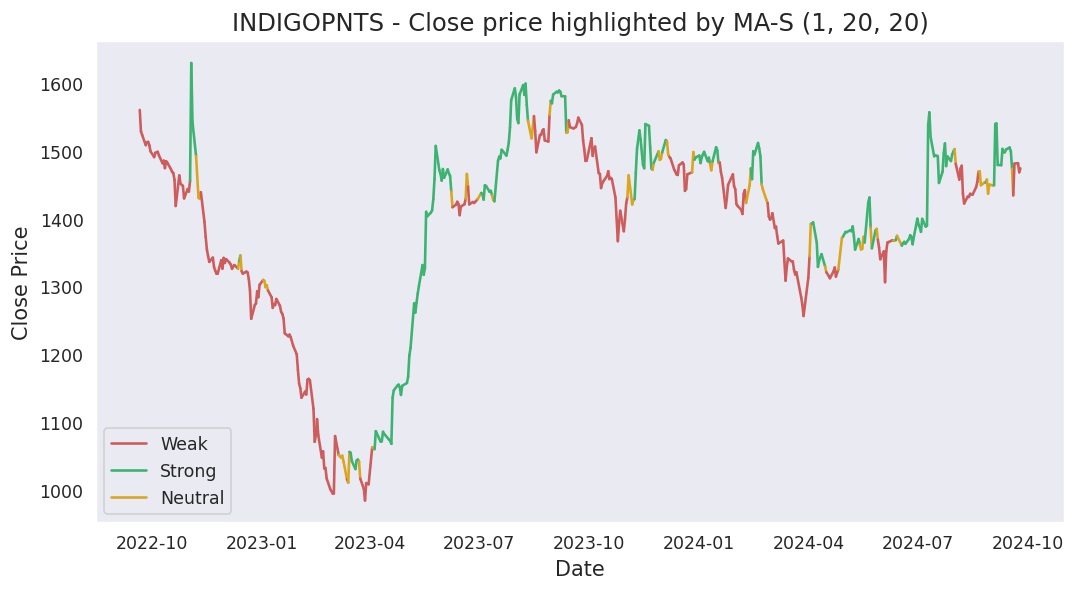 INDIGOPNTS - Close price highlighted by MA-S (1, 20, 20)
Close Price
1600
1500
1400
1300
1200
1100
1000
Weak
Strong
Neutral
2022-10 2023-01 2023-04 2023-07 2023-10 2024-01 2024-04 2024-07 2024-10
Date